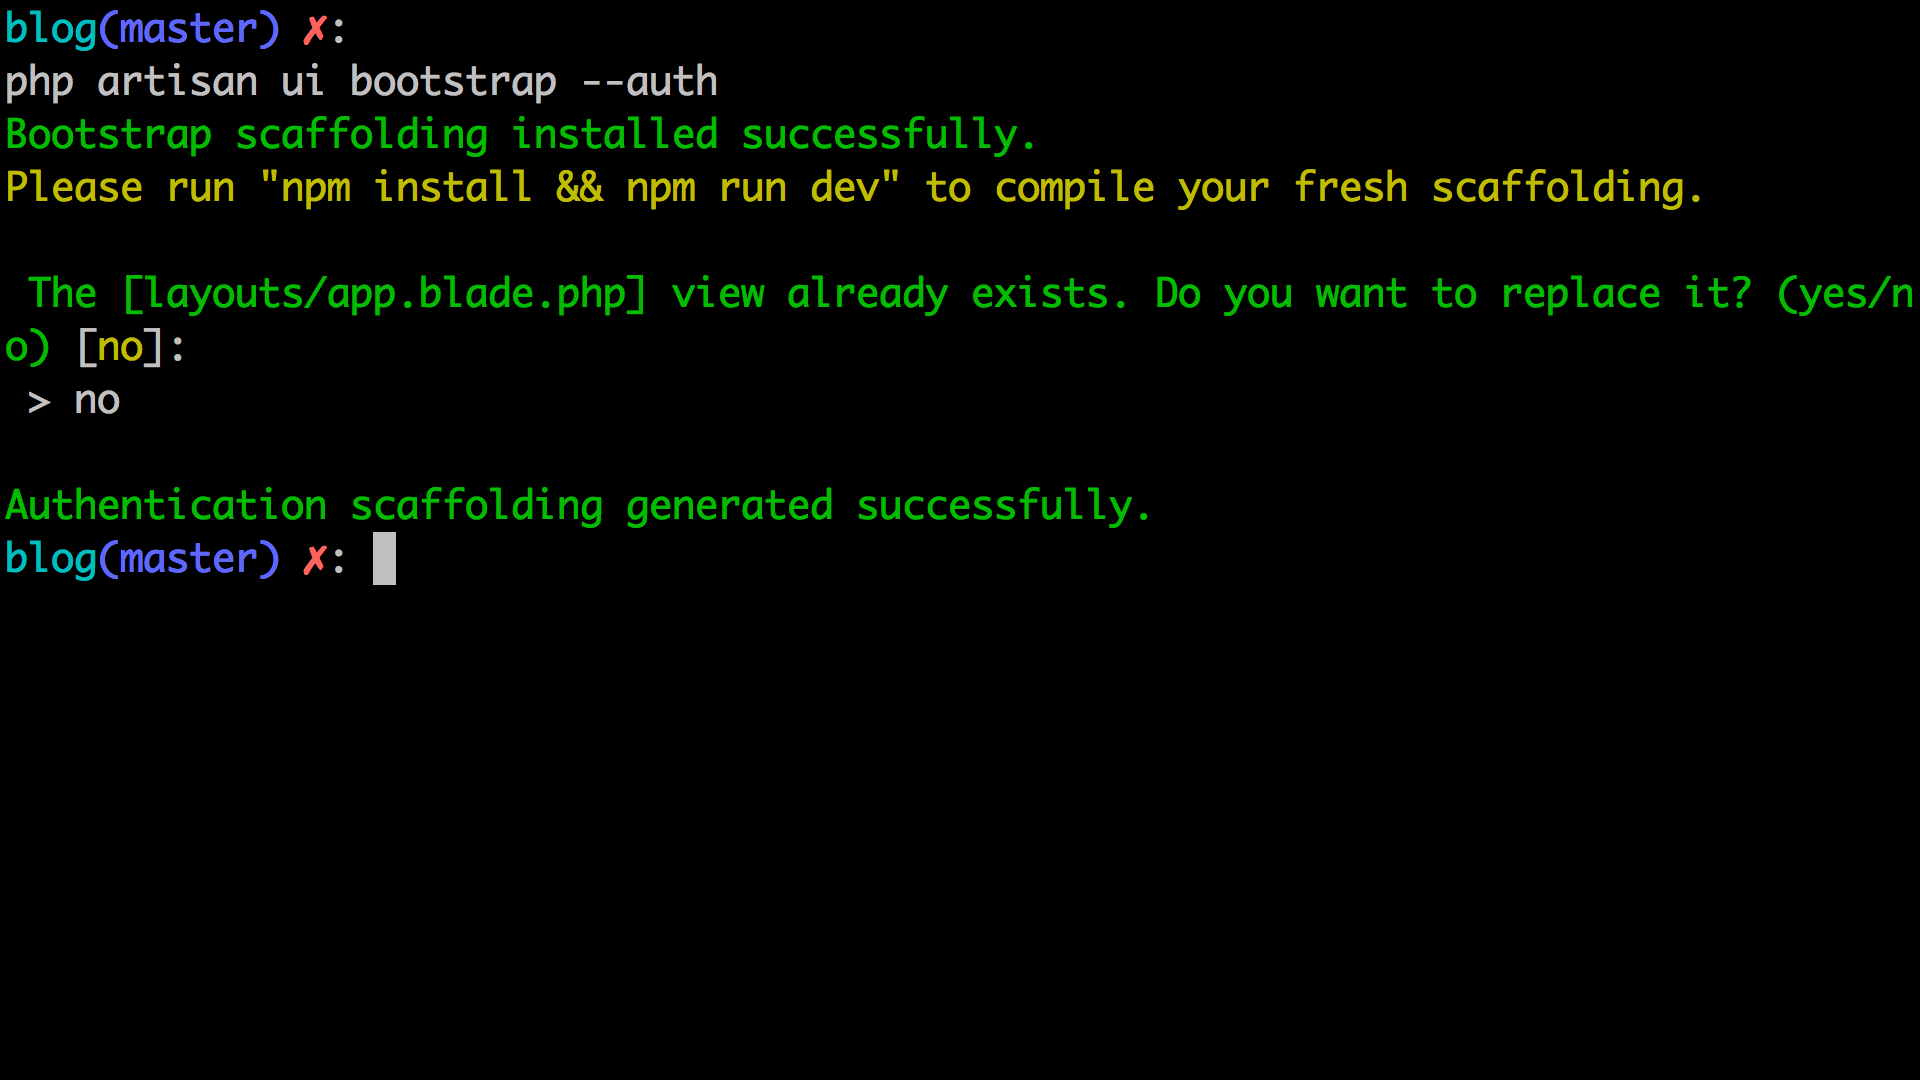 blog(master) ✗:
php artisan ui bootstrap --auth
Bootstrap scaffolding installed successfully.
Please run "npm install && npm run dev" to compile your fresh scaffolding.
The [layouts/app.blade.php] view already exists. Do you want to replace it? (yes/n
o) [no]:
> no
Authentication scaffolding generated successfully.
blog(master) ✗: